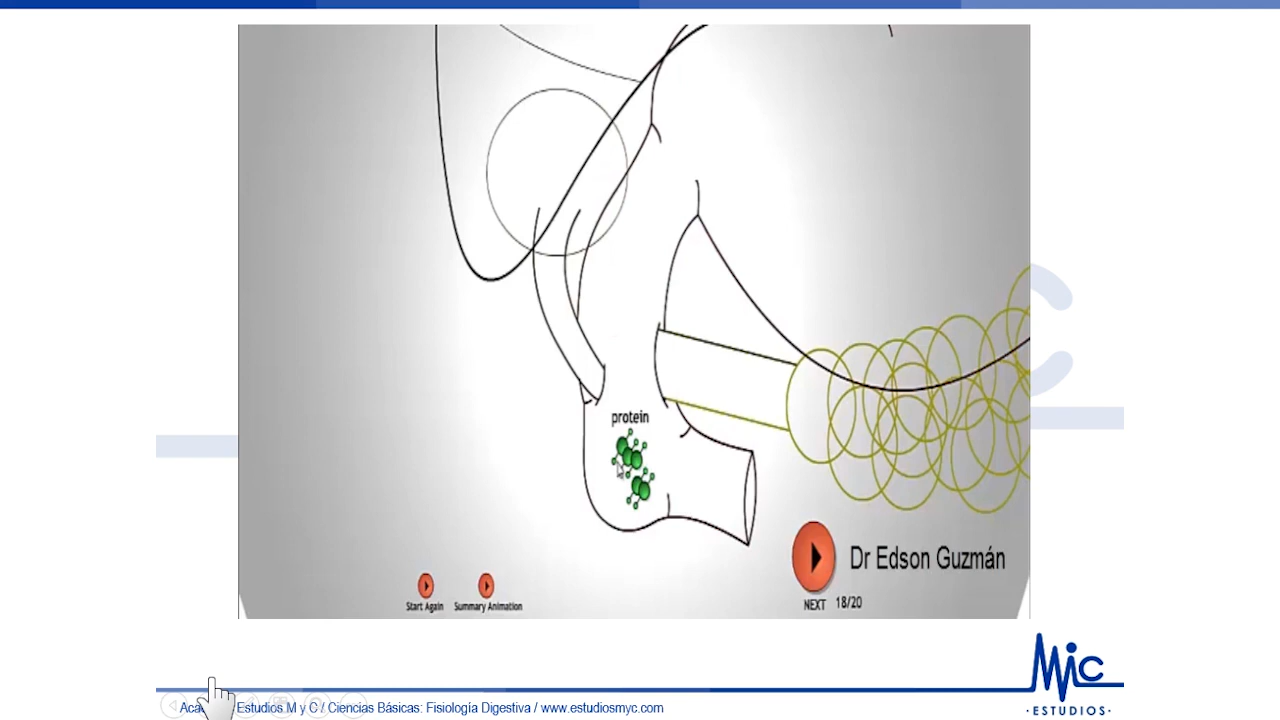 protein
Dr Edson Guzmán
Start Again
Summary Animation
NEXT 18/20
MiC
·ESTUDIOS·
Estudios M y C / Ciencias Básicas: Fisiología Digestiva / www.estudiosmyc.com